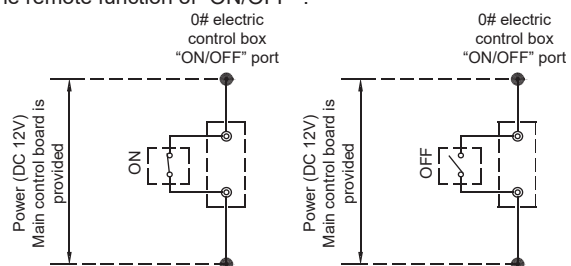 he remote function of "ON/OFF" :
0# electric
control box
“ON/OFF” port
Power (DC 12V)
Main control board is
provided
ON
0# electric
control box
“ON/OFF” port
Power (DC 12V)
Main control board is
provided
OFF